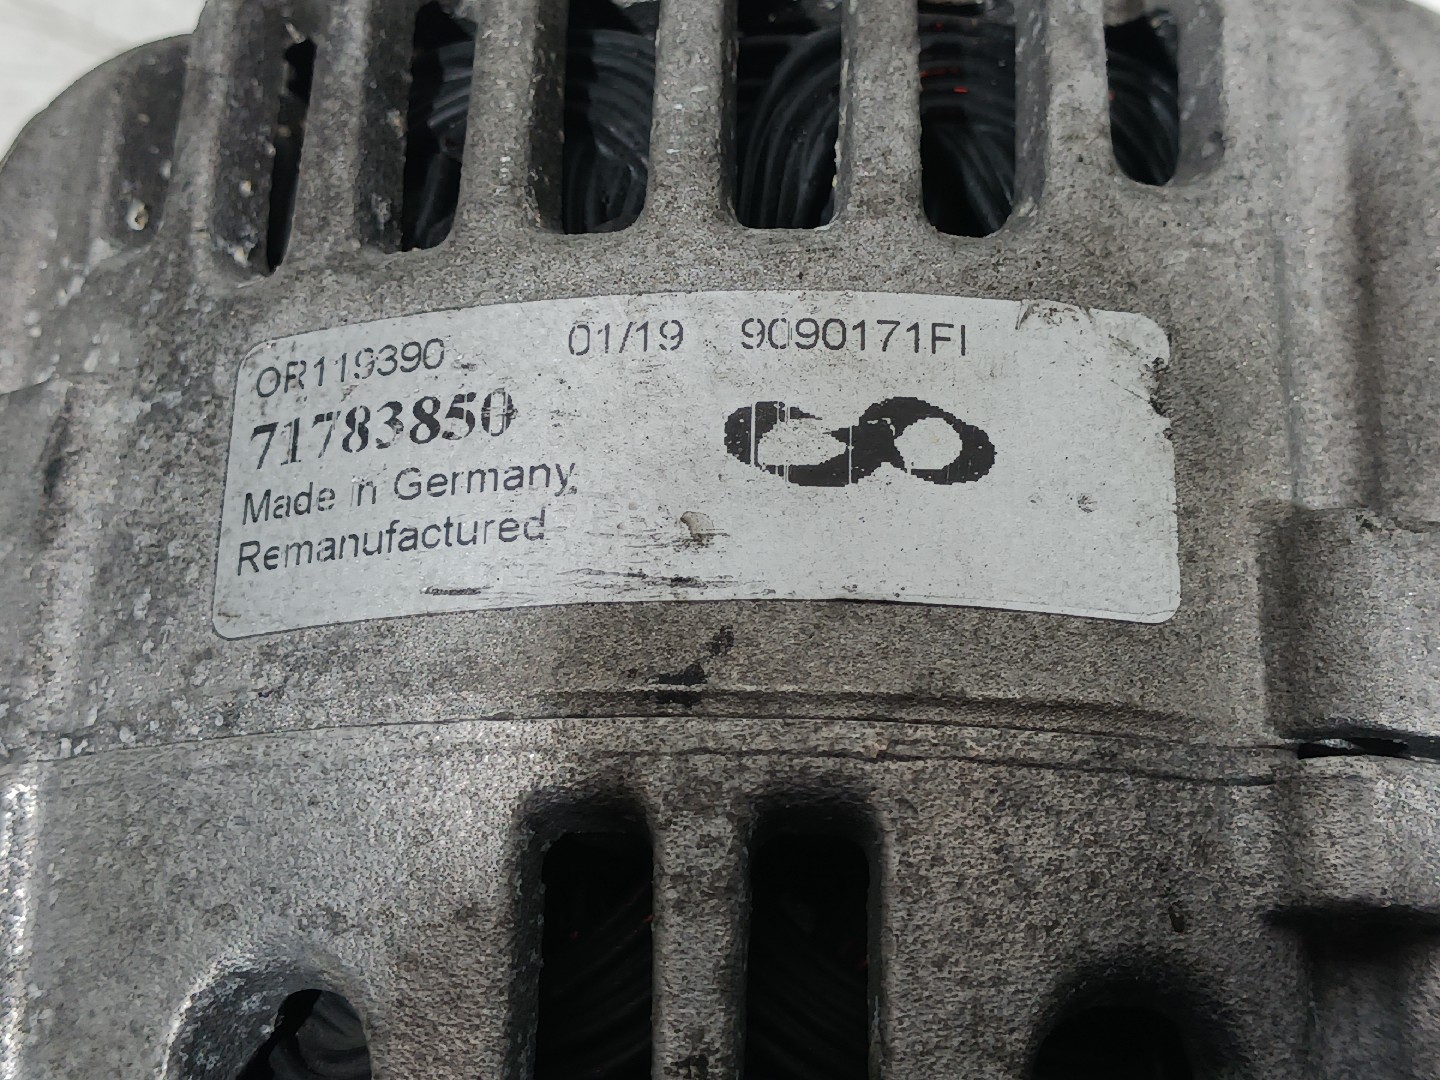 OR119390 01/19 9090171FI
71783850
Made in Germany
Remanufactured